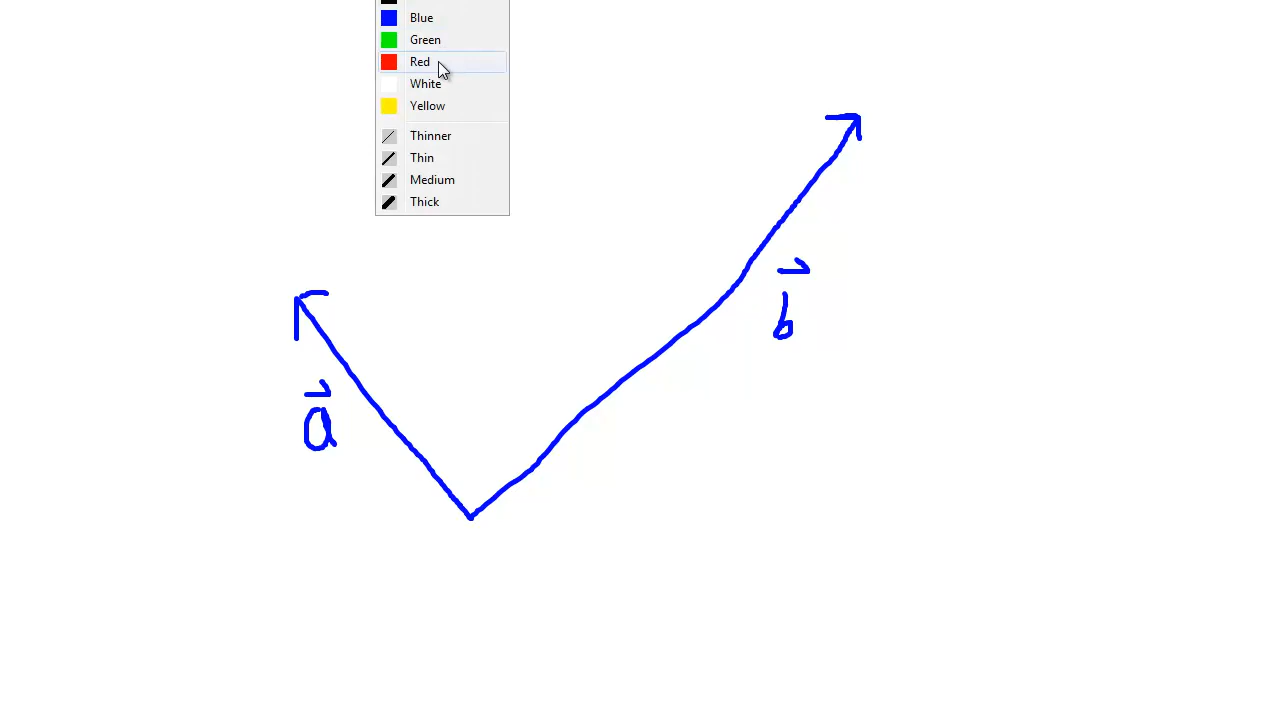 Blue
Green
Red
White
Yellow
Thinner
Thin
Medium
Thick
a⃗
b⃗